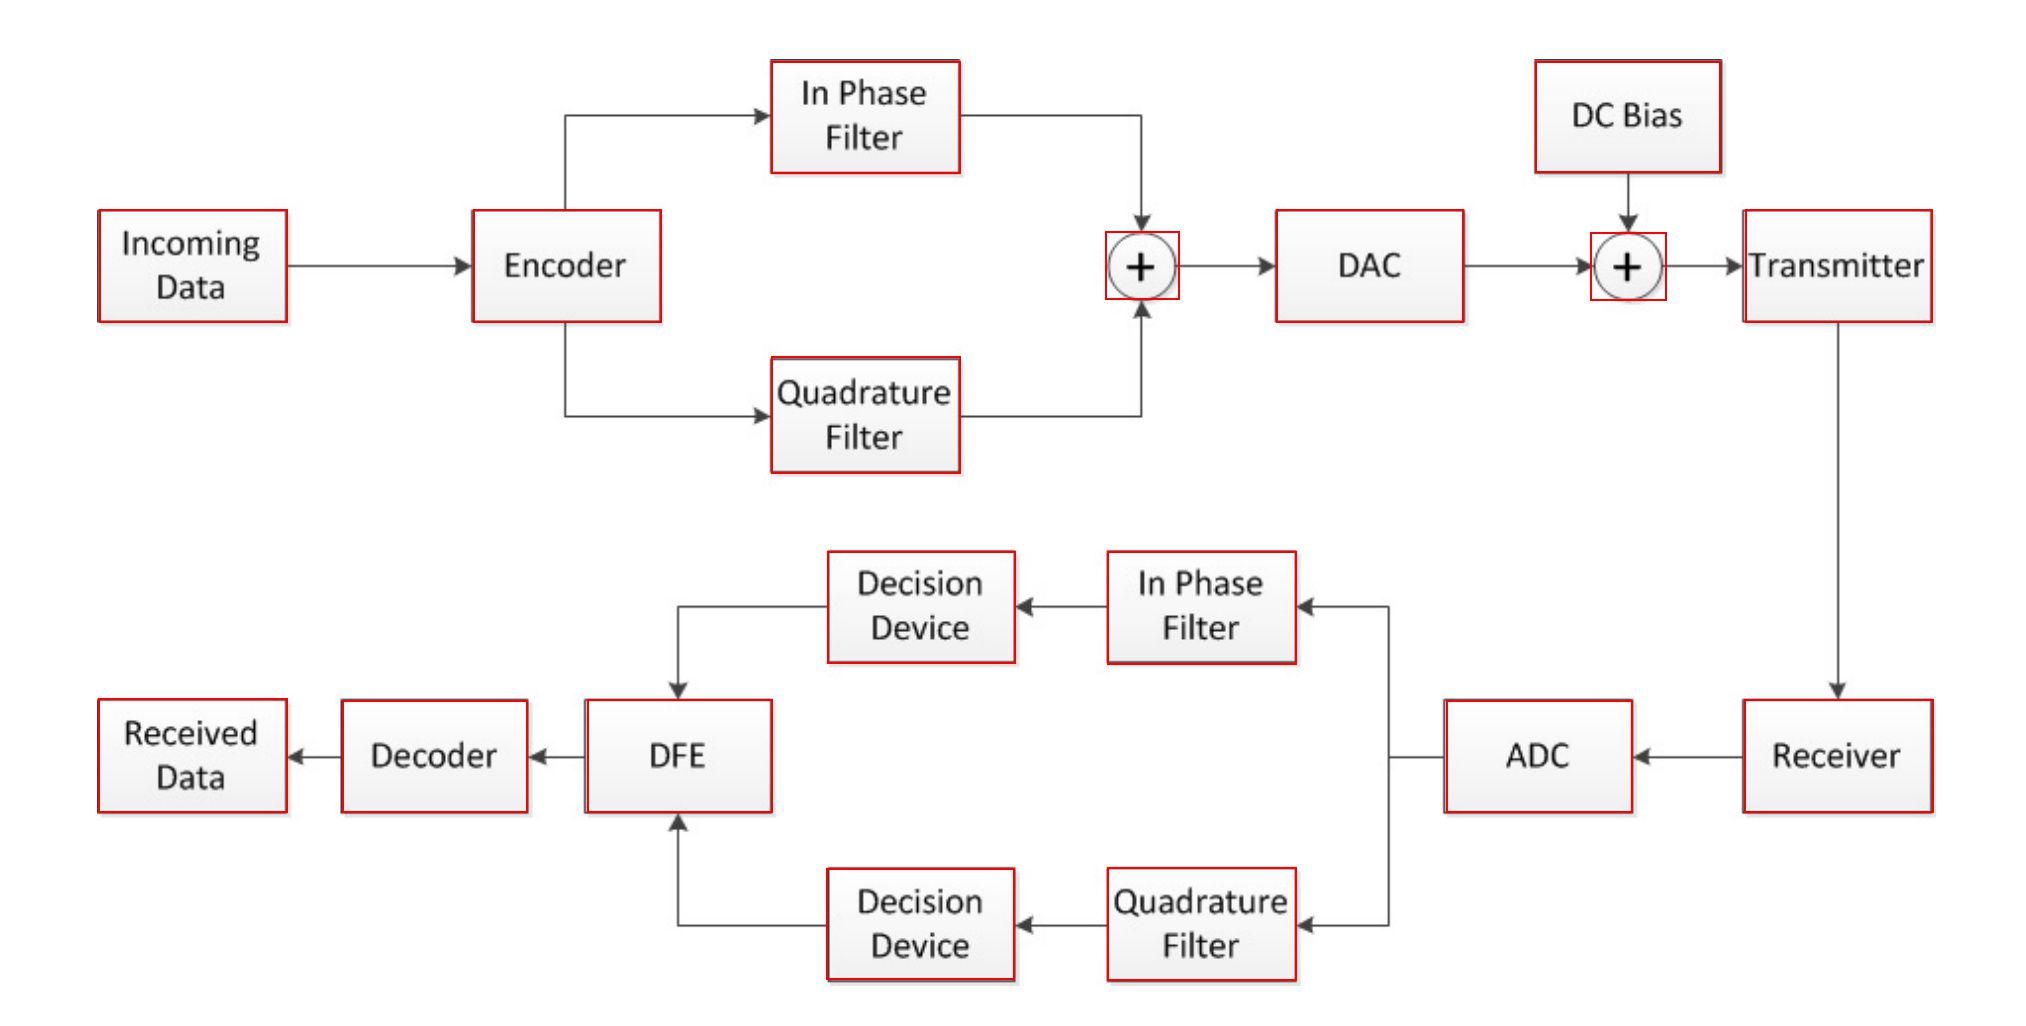 In Phase
Filter
DC Bias
Incoming
Data
Encoder
+
DAC
+
Transmitter
Quadrature
Filter
Decision
Device
In Phase
Filter
Received
Data
Decoder
DFE
ADC
Receiver
Decision
Device
Quadrature
Filter